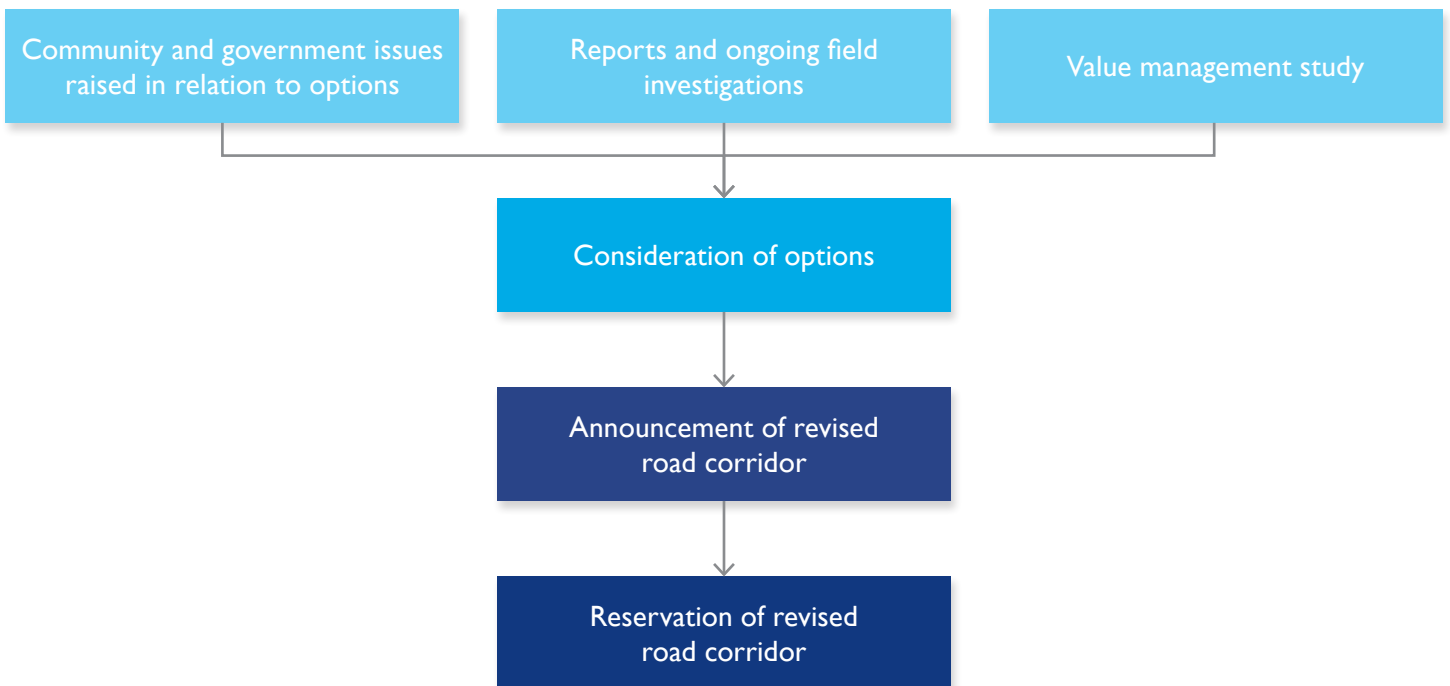 Community and government issues
raised in relation to options
Reports and ongoing field
investigations
Value management study
Consideration of options
Announcement of revised
road corridor
Reservation of revised
road corridor